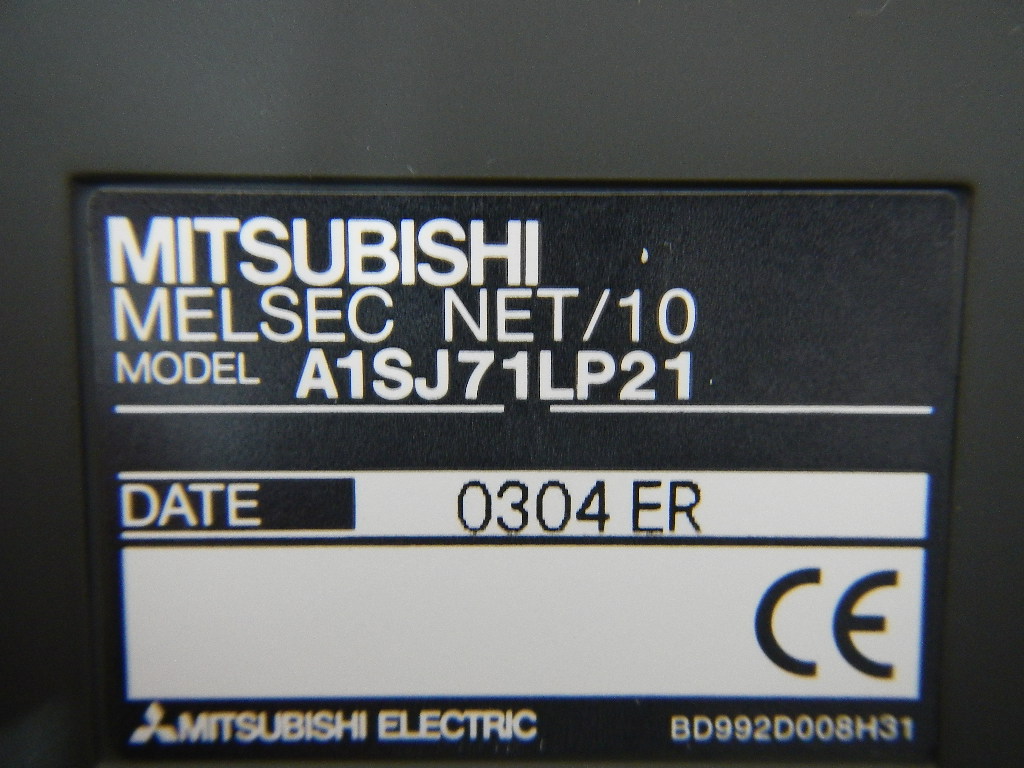 MITSUBISHI
MELSEC NET/10
MODEL A1SJ71LP21
DATE 0304 ER
CE
MITSUBISHI ELECTRIC BD992D008H31